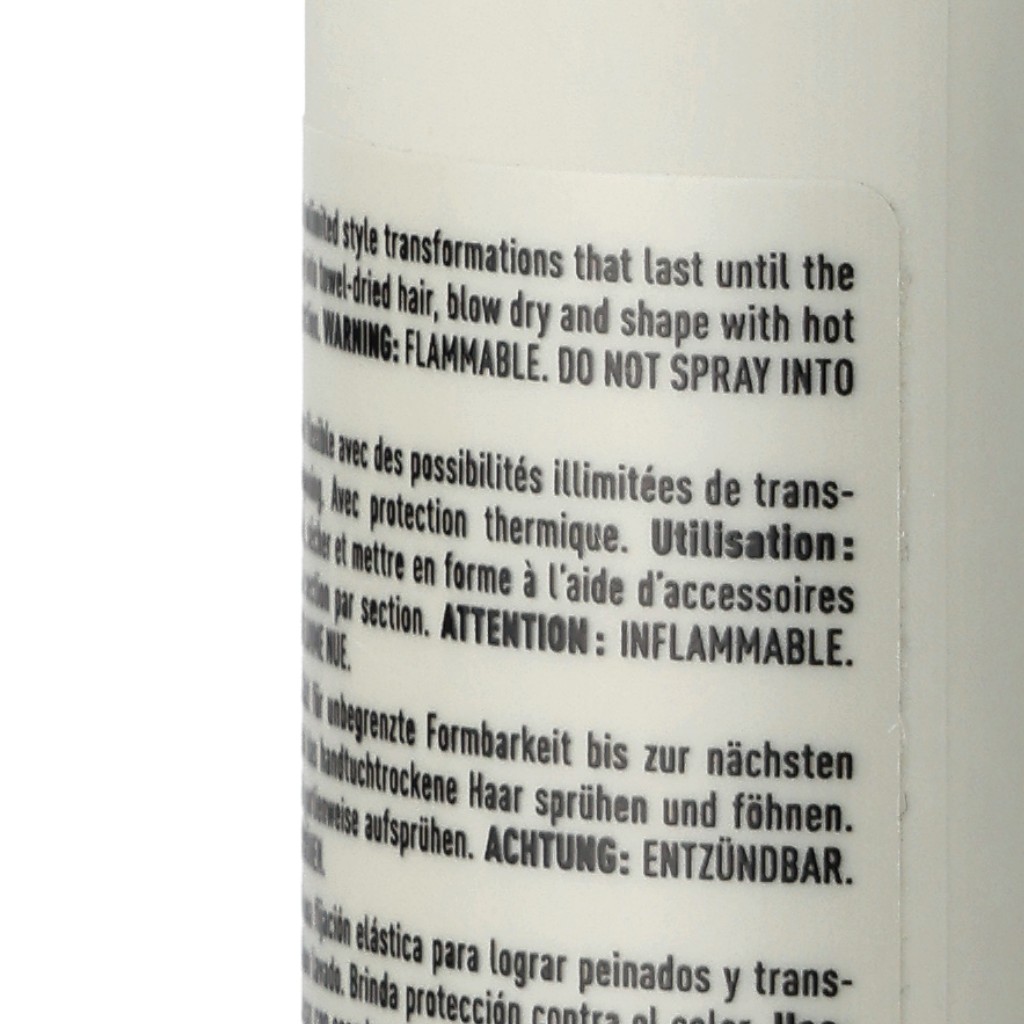 style transformations that last until the
towel-dried hair, blow dry and shape with hot
WARNING: FLAMMABLE. DO NOT SPRAY INTO
avec des possibilités illimitées de trans-
Avec protection thermique. Utilisation :
et mettre en forme à l'aide d'accessoires
par section. ATTENTION : INFLAMMABLE.
NUE.
für unbegrenzte Formbarkeit bis zur nächsten
handtuchtrockene Haar sprühen und föhnen.
aufsprühen. ACHTUNG: ENTZÜNDBAR.
fijación elástica para lograr peinados y trans-
lavado. Brinda protección contra el calor.